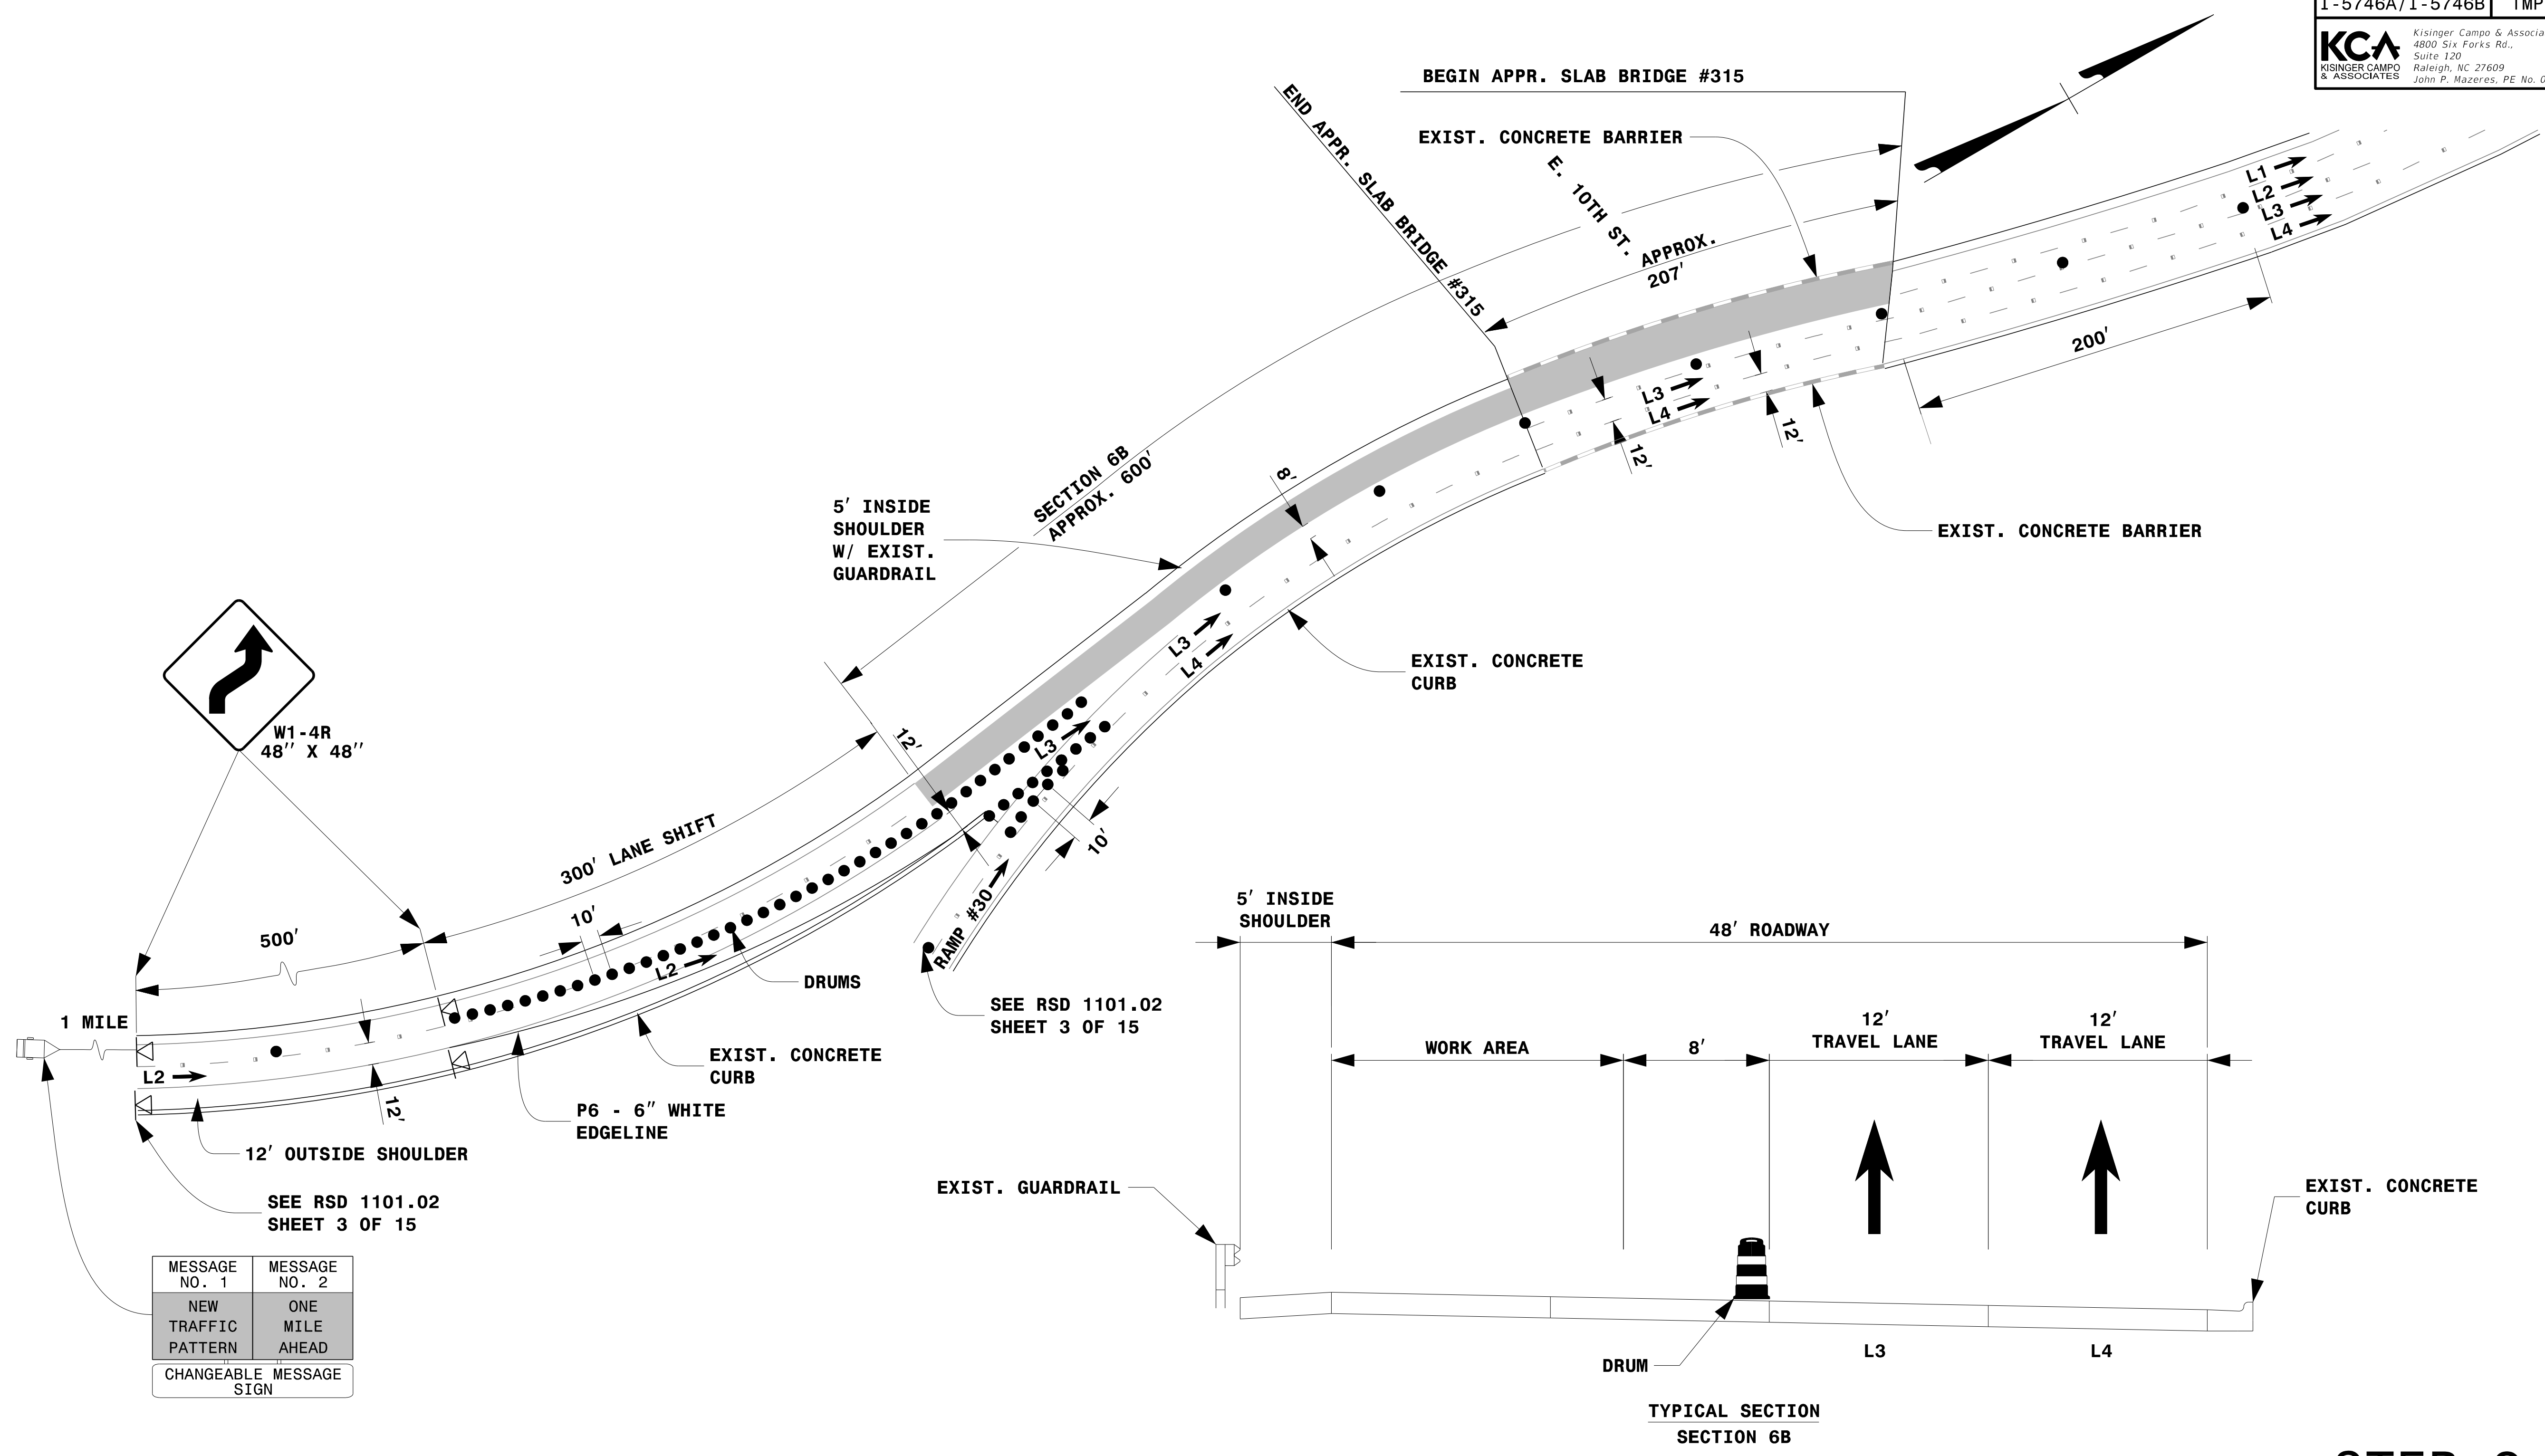 I-5746A/I-5746B
TMP
KCA
KISINGER CAMPO
& ASSOCIATES
Kisinger Campo &
4800 Six Forks Rd.,
Suite 120
Raleigh, NC 27609
John P. Mazeres, PE No.
BEGIN APPR. SLAB BRIDGE #315
END APPR. SLAB BRIDGE #315
EXIST. CONCRETE BARRIER
E. 10TH ST.
APPROX.
207'
L1
L2
L3
L4
200'
L3
L4
12'
12'
EXIST. CONCRETE BARRIER
8'
SECTION 6B
APPROX. 600'
5' INSIDE
SHOULDER
W/ EXIST.
GUARDRAIL
L3
L4
EXIST. CONCRETE
CURB
W1-4R
48" X 48"
12'
L3
10'
300' LANE SHIFT
RAMP #30
10'
500'
L2
DRUMS
SEE RSD 1101.02
SHEET 3 OF 15
1 MILE
L2
12'
EXIST. CONCRETE
CURB
P6 - 6" WHITE
EDGELINE
12' OUTSIDE SHOULDER
SEE RSD 1101.02
SHEET 3 OF 15
MESSAGE
NO. 1
MESSAGE
NO. 2
NEW
TRAFFIC
PATTERN
ONE
MILE
AHEAD
CHANGEABLE MESSAGE
SIGN
5' INSIDE
SHOULDER
48' ROADWAY
WORK AREA
8'
12'
TRAVEL LANE
12'
TRAVEL LANE
EXIST. GUARDRAIL
EXIST. CONCRETE
CURB
DRUM
L3
L4
TYPICAL SECTION
SECTION 6B